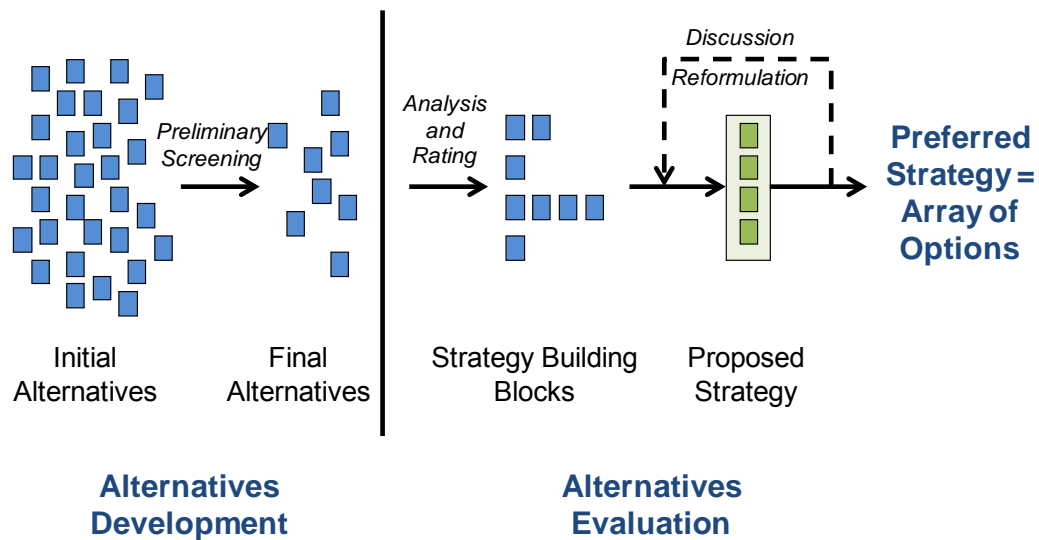 Discussion
Reformulation
Analysis
and
Rating
Preliminary
Screening
Preferred
Strategy =
Array of
Options
Initial
Alternatives
Final
Alternatives
Strategy Building
Blocks
Proposed
Strategy
Alternatives
Development
Alternatives
Evaluation